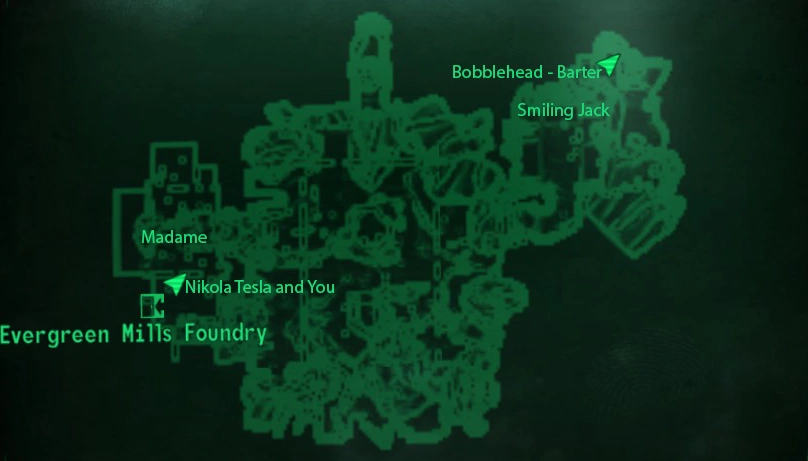 Bobblehead - Barter
Smiling Jack
Madame
Nikola Tesla and You
Evergreen Mills Foundry